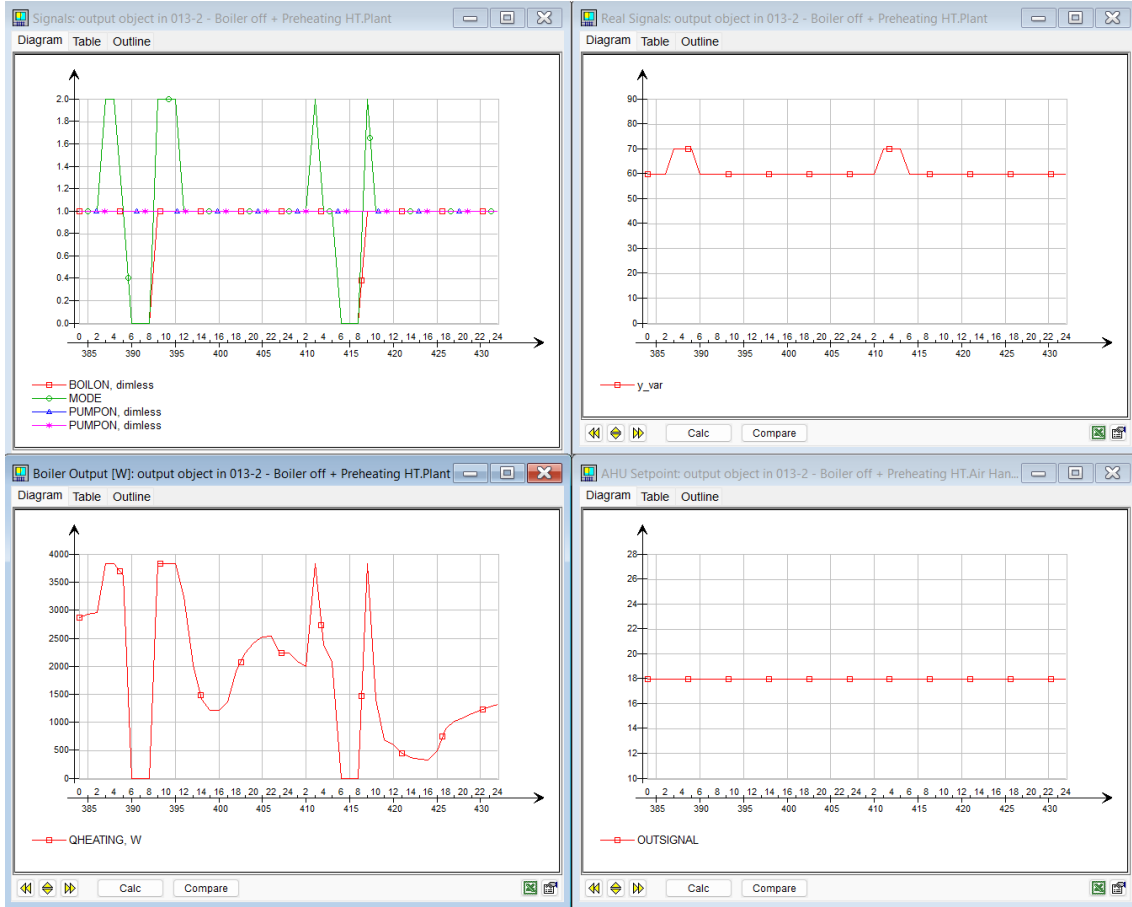 Signals: output object in 013-2 - Boiler off + Preheating HT.Plant
Diagram Table Outline
2.0
1.8
1.6
1.4
1.2
1.0
0.8
0.6
0.4
0.2
0.0
0 2 4 6 8 10 12 14 16 18 20 22 24 2 4 6 8 10 12 14 16 18 20 22 24
385 390 395 400 405 410 415 420 425 430
BOILON, dimless
MODE
PUMPON, dimless
PUMPON, dimless
Real Signals: output object in 013-2 - Boiler off + Preheating HT.Plant
Diagram Table Outline
90
80
70
60
50
40
30
20
10
0
0 2 4 6 8 10 12 14 16 18 20 22 24 2 4 6 8 10 12 14 16 18 20 22 24
385 390 395 400 405 410 415 420 425 430
y_var
Calc Compare
Boiler Output [W]: output object in 013-2 - Boiler off + Preheating HT.Plant
Diagram Table Outline
4000
3500
3000
2500
2000
1500
1000
500
0
0 2 4 6 8 10 12 14 16 18 20 22 24 2 4 6 8 10 12 14 16 18 20 22 24
385 390 395 400 405 410 415 420 425 430
QHEATING, W
Calc Compare
AHU Setpoint: output object in 013-2 - Boiler off + Preheating HT.Air Han...
Diagram Table Outline
28
26
24
22
20
18
16
14
12
10
0 2 4 6 8 10 12 14 16 18 20 22 24 2 4 6 8 10 12 14 16 18 20 22 24
385 390 395 400 405 410 415 420 425 430
OUTSIGNAL
Calc Compare